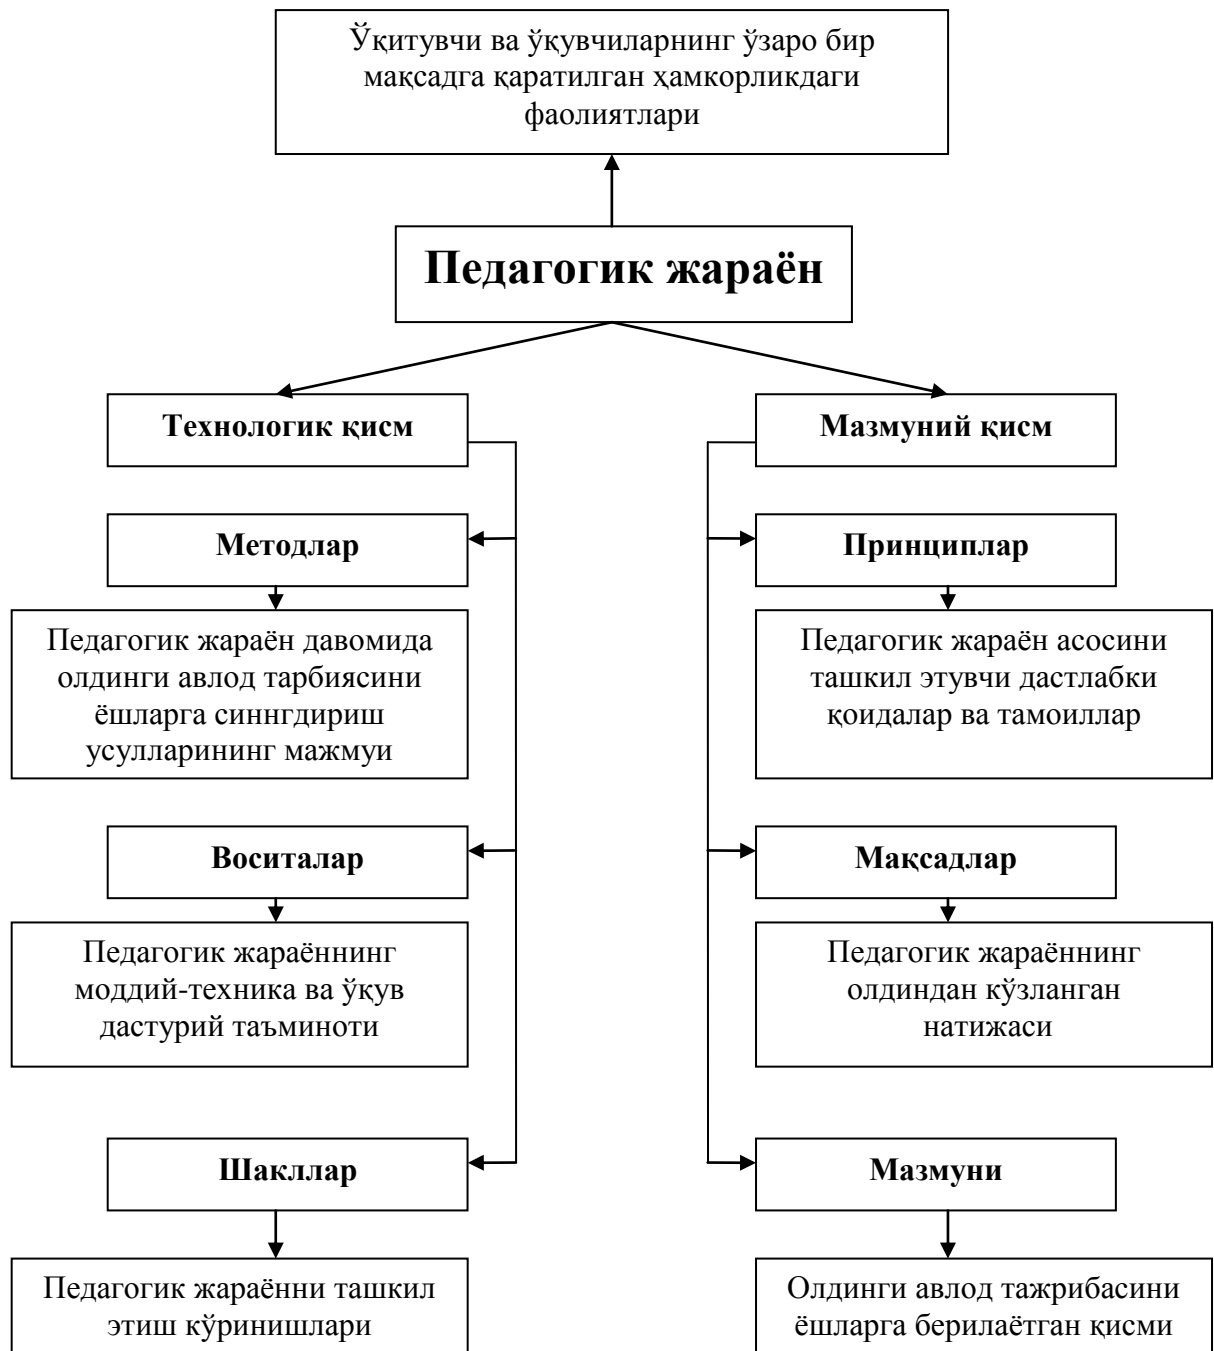 Ўқитувчи ва ўқувчиларнинг ўзаро бир
мақсадга қаратилган ҳамкорликдаги
фаолиятлари
Педагогик жараён
Технологик қисм
Мазмуний қисм
Методлар
Принциплар
Педагогик жараён давомида
олдинги авлод тарбиясини
ёшларга синнгдириш
усулларининг мажмуи
Педагогик жараён асосини
ташкил этувчи дастлабки
қоидалар ва тамоиллар
Воситалар
Мақсадлар
Педагогик жараённинг
моддий-техника ва ўқув
дастурий таъминоти
Педагогик жараённинг
олдиндан кўзланган
натижаси
Шакллар
Мазмуни
Педагогик жараённи ташкил
этиш кўринишлари
Олдинги авлод тажрибасини
ёшларга берилаётган қисми